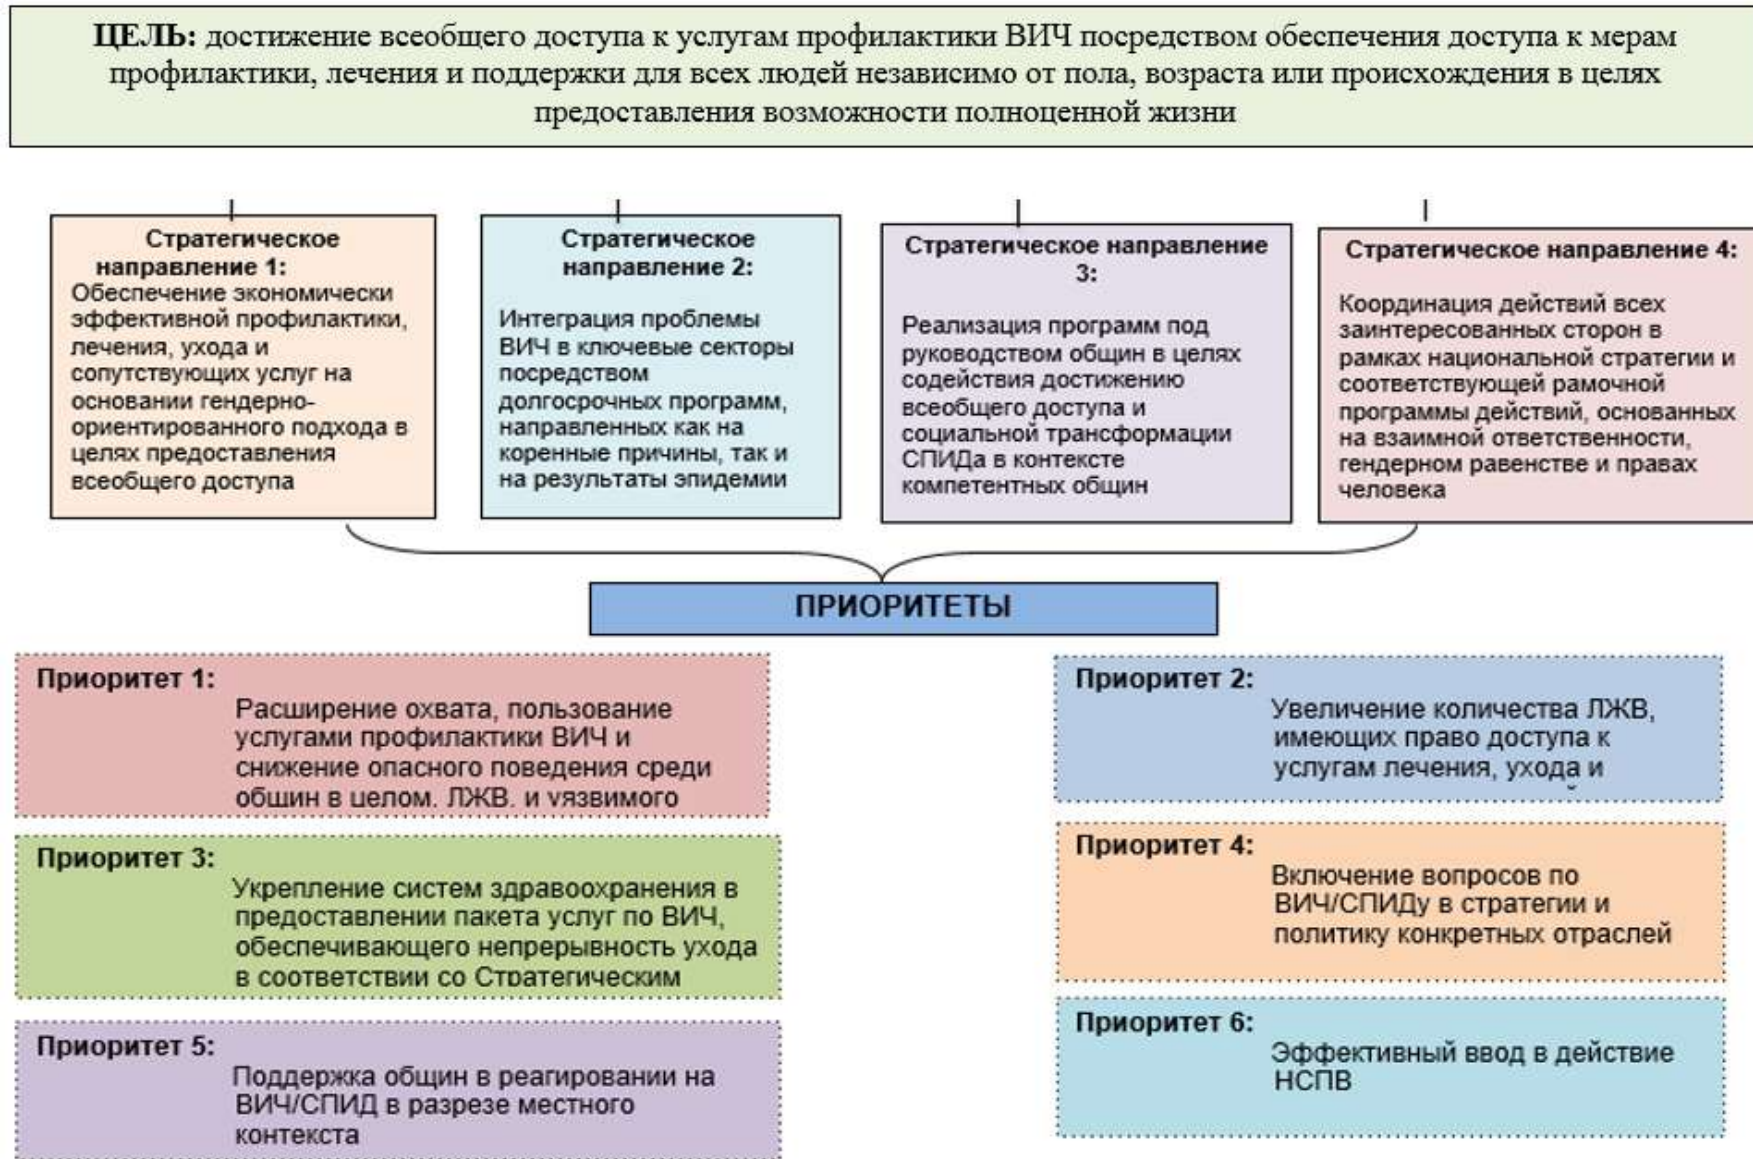 ЦЕЛЬ: достижение всеобщего доступа к услугам профилактики ВИЧ посредством обеспечения доступа к мерам
профилактики, лечения и поддержки для всех людей независимо от пола, возраста или происхождения в целях
предоставления возможности полноценной жизни
Стратегическое
направление 1:
Обеспечение экономически
эффективной профилактики,
лечения, ухода и
сопутствующих услуг на
основании гендерно-
ориентированного подхода в
целях предоставления
всеобщего доступа
Стратегическое
направление 2:
Интеграция проблемы
ВИЧ в ключевые секторы
посредством
долгосрочных программ,
направленных как на
коренные причины, так и
на результаты эпидемии
Стратегическое направление
3:
Реализация программ под
руководством общин в целях
содействия достижению
всеобщего доступа и
социальной трансформации
СПИДа в контексте
компетентных общин
Стратегическое направление 4:
Координация действий всех
заинтересованных сторон в
рамках национальной стратегии и
соответствующей рамочной
программы действий, основанных
на взаимной ответственности,
гендерном равенстве и правах
человека
ПРИОРИТЕТЫ
Приоритет 1:
Расширение охвата, пользование
услугами профилактики ВИЧ и
снижение опасного поведения среди
общин в целом, ЛЖВ, и уязвимого
Приоритет 2:
Увеличение количества ЛЖВ,
имеющих право доступа к
услугам лечения, ухода и
Приоритет 3:
Укрепление систем здравоохранения в
предоставлении пакета услуг по ВИЧ,
обеспечивающего непрерывность ухода
в соответствии со Стратегическим
Приоритет 4:
Включение вопросов по
ВИЧ/СПИДу в стратегии и
политику конкретных отраслей
Приоритет 5:
Поддержка общин в реагировании на
ВИЧ/СПИД в разрезе местного
контекста
Приоритет 6:
Эффективный ввод в действие
НСПВ